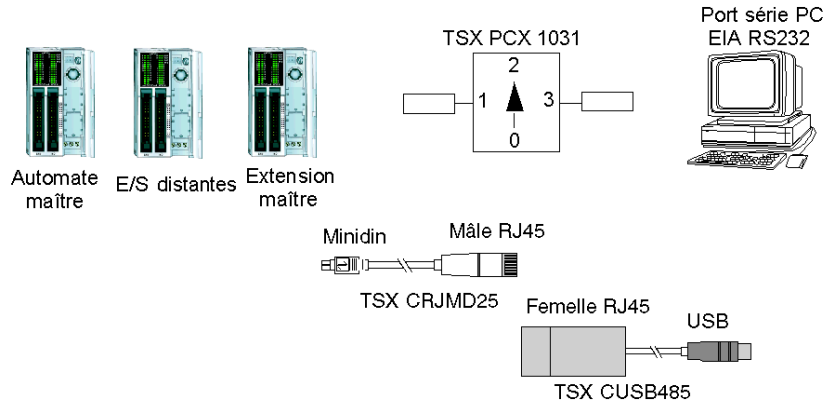 Port série PC
EIA RS232
TSX PCX 1031
2
1
3
0
Automate
maître
E/S distantes
Extension
maître
Minidin
Mâle RJ45
TSX CRJMD25
Femelle RJ45
USB
TSX CUSB485